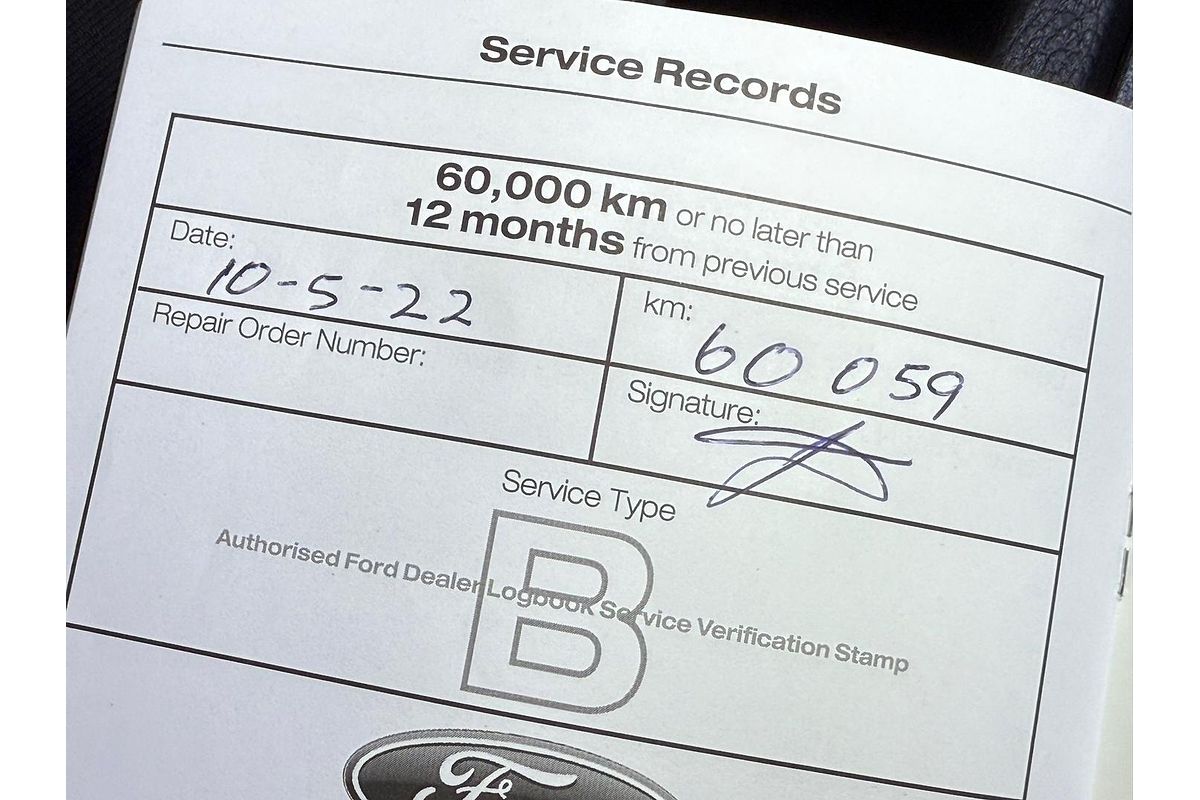 Service Records
60,000 km or no later than
12 months from previous service
Date:
10-5-22
km:
60 059
Repair Order Number:
Signature:
Service Type
B
Authorised Ford Dealer Logbook Service Verification Stamp